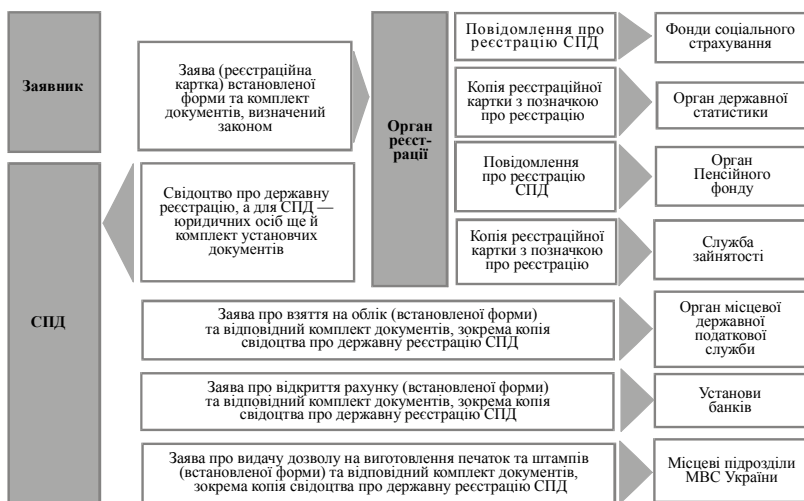 Заявник
Заява (реєстраційна
картка) встановленої
форми та комплект
документів, визначений
законом
Орган
реєст-
рації
Повідомлення про
реєстрацію СПД
Фонди соціального
страхування
Копія реєстраційної
картки з позначкою
про реєстрацію
Орган державної
статистики
Повідомлення
про реєстрацію
СПД
Орган
Пенсійного
фонду
Копія реєстраційної
картки з позначкою
про реєстрацію
Служба
зайнятості
СПД
Свідоцтво про державну
реєстрацію, а для СПД —
юридичних осіб ще й
комплект установчих
документів
Заява про взяття на облік (встановленої форми)
та відповідний комплект документів, зокрема копія
свідоцтва про державну реєстрацію СПД
Орган місцевої
державної
податкової
служби
Заява про відкриття рахунку (встановленої форми)
та відповідний комплект документів, зокрема копія
свідоцтва про державну реєстрацію СПД
Установи
банків
Заява про видачу дозволу на виготовлення печаток та штампів
(встановленої форми) та відповідний комплект документів,
зокрема копія свідоцтва про державну реєстрацію СПД
Місцеві підрозділи
МВС України